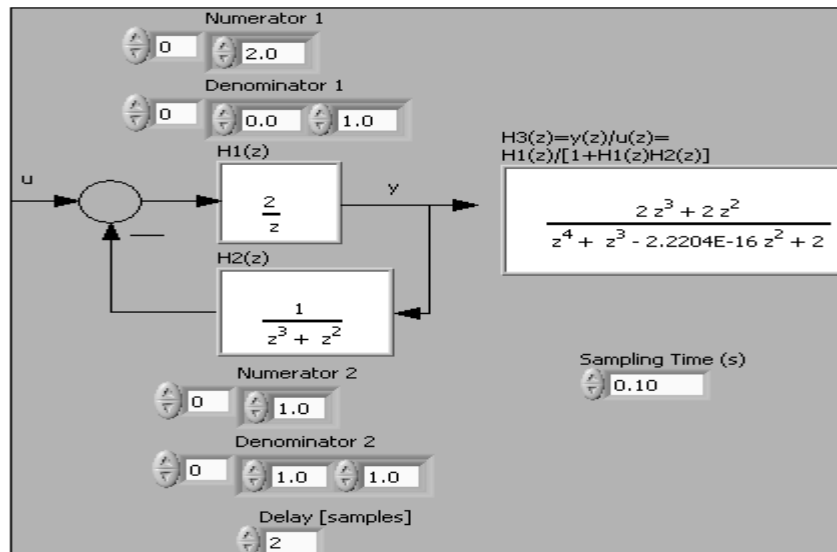 Numerator 1
0 2.0
Denominator 1
0 0.0 1.0
H1(z)
2
z
u
y
H3(z)=y(z)/u(z)=
H1(z)/[1+H1(z)H2(z)]
2 z^3 + 2 z^2
z^4 + z^3 - 2.2204E-16 z^2 + 2
H2(z)
1
z^3 + z^2
Numerator 2
0 1.0
Denominator 2
0 1.0 1.0
Delay [samples]
2
Sampling Time (s)
0.10